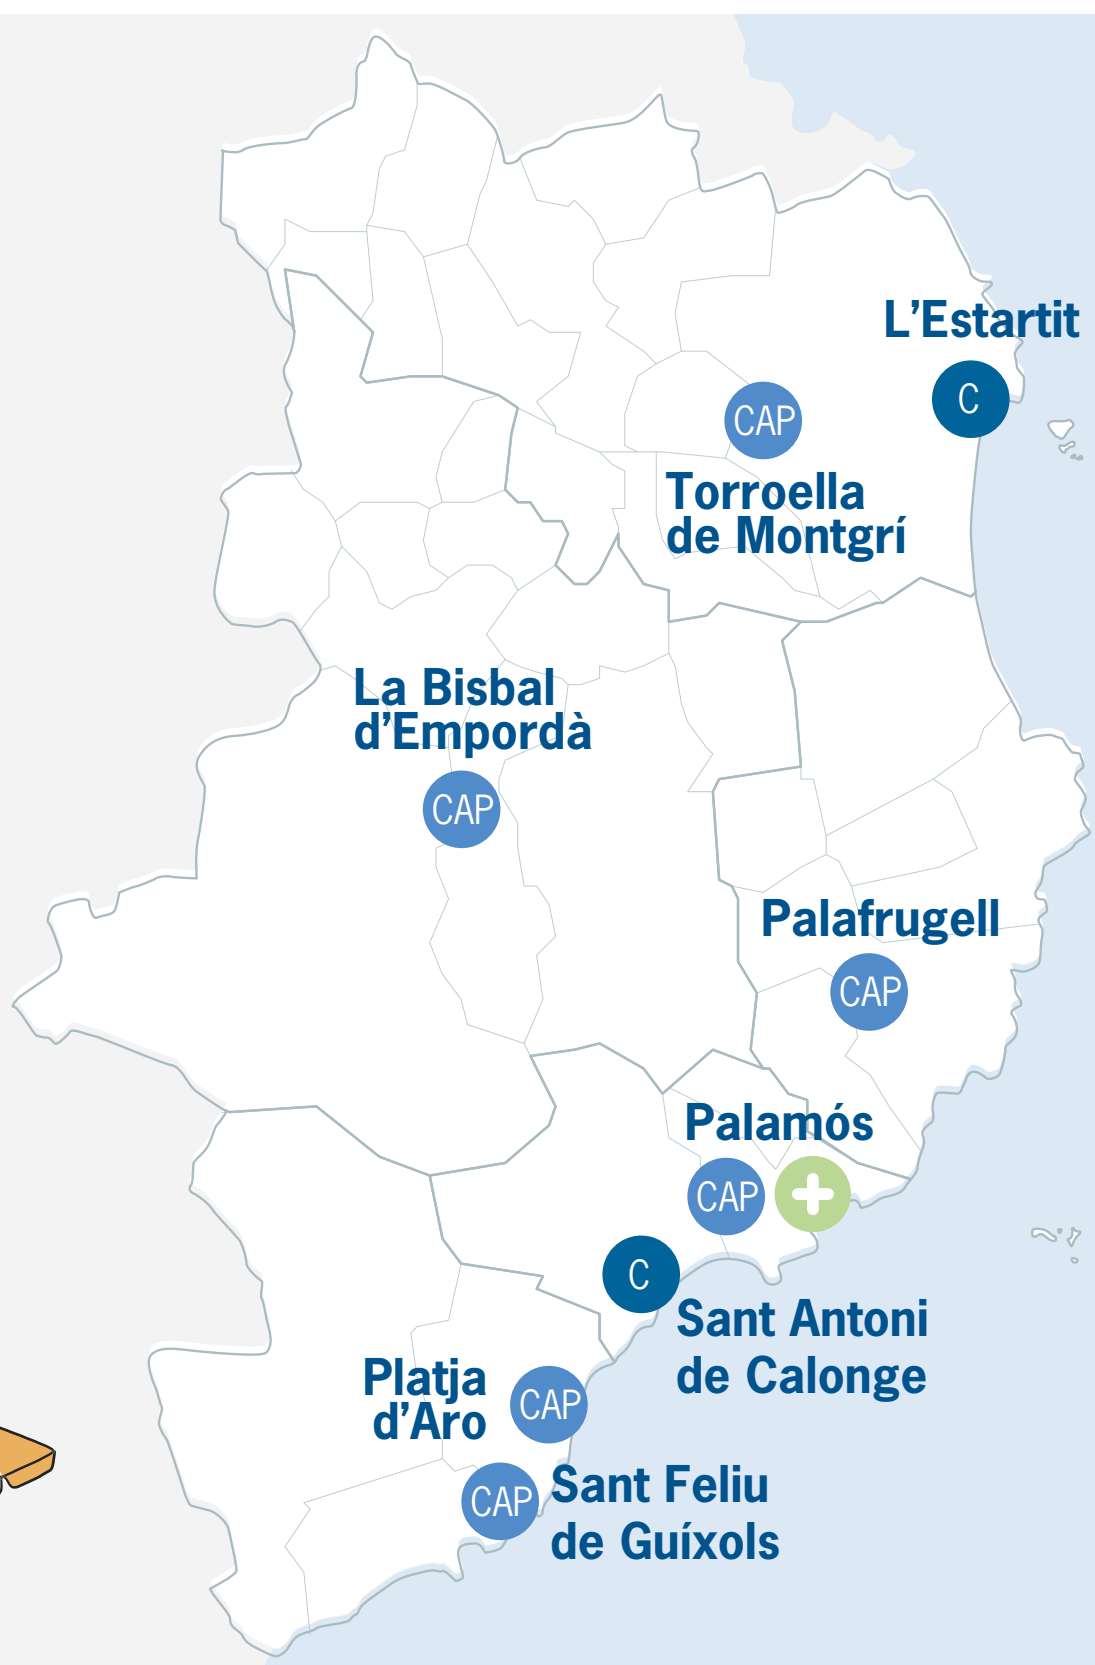 L’Estartit
C
CAP
Torroella
de Montgrí
La Bisbal
d’Empordà
CAP
Palafrugell
CAP
Palamós
CAP
C
Sant Antoni
de Calonge
Platja
d’Aro
CAP
CAP
Sant Feliu
de Guíxols